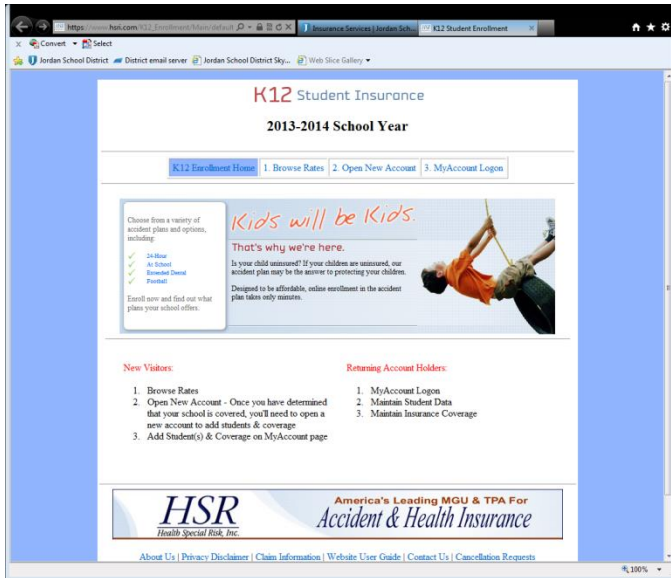 https://www.hsri.com/K12_Enrollment/Main/default
Insurance Services | Jordan Sch...
K12 Student Enrollment
x Convert Select
Jordan School District District email server Jordan School District Sky... Web Slice Gallery
K12 Student Insurance
2013-2014 School Year
K12 Enrollment Home 1. Browse Rates 2. Open New Account 3. MyAccount Logon
Choose from a variety of
accident plans and options,
including:
24-Hour
At School
Extended Dental
Football
Enroll now and find out what
plans your school offers.
Kids will be Kids.
That's why we're here.
Is your child uninsured? If your children are uninsured, our
accident plan may be the answer to protecting your children.
Designed to be affordable, online enrollment in the accident
plan takes only minutes.
New Visitors:
1. Browse Rates
2. Open New Account - Once you have determined
that your school is covered, you'll need to open a
new account to add students & coverage
3. Add Student(s) & Coverage on MyAccount page
Returning Account Holders:
1. MyAccount Logon
2. Maintain Student Data
3. Maintain Insurance Coverage
HSR
Health Special Risk, Inc.
America's Leading MGU & TPA For
Accident & Health Insurance
About Us | Privacy Disclaimer | Claim Information | Website User Guide | Contact Us | Cancellation Requests
100%